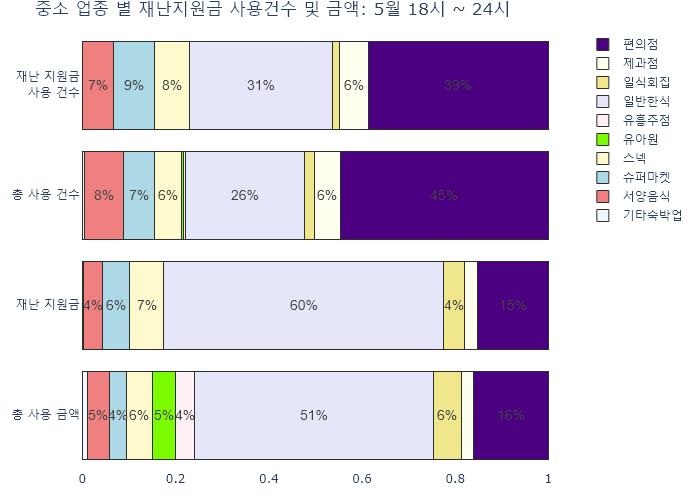 중소 업종 별 재난지원금 사용건수 및 금액: 5월 18시 ~ 24시
재난 지원금
사용 건수
7% 9% 8% 31% 6% 39%
총 사용 건수
8% 7% 6% 26% 6% 45%
재난 지원금
4% 6% 7% 60% 4% 15%
총 사용 금액
5% 4% 6% 5% 4% 51% 6% 16%
0 0.2 0.4 0.6 0.8 1
편의점
제과점
일식회집
일반한식
유흥주점
유아원
스넥
슈퍼마켓
서양음식
기타숙박업